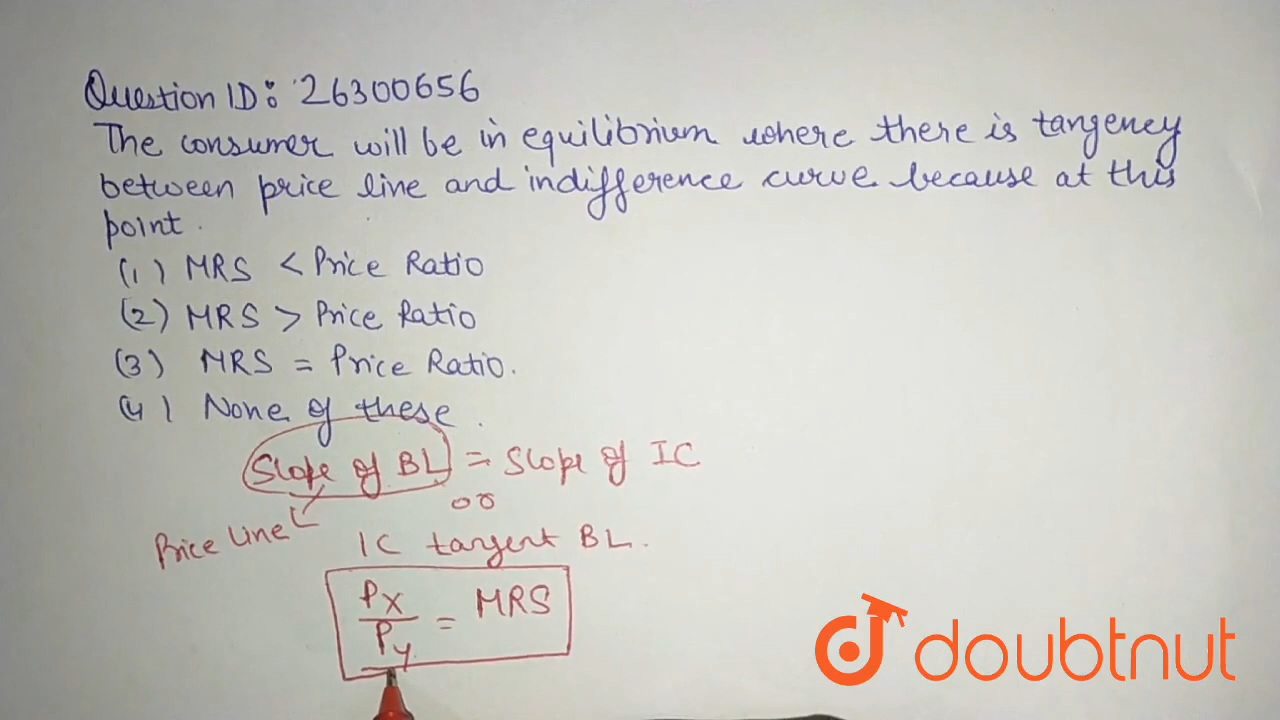 Question ID: 26300656
The consumer will be in equilibrium where there is tangency
between price line and indifference curve because at this
point.
(1) MRS < Price Ratio
(2) MRS > Price Ratio
(3) MRS = Price Ratio.
(4) None of these.
Slope of BL = Slope of IC
or
Price Line
IC tangent BL.
Px
Py = MRS
doubtnut